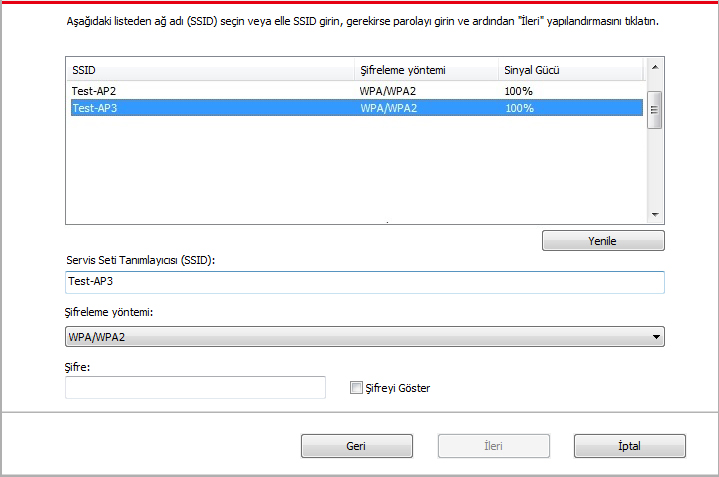 Aşağıdaki listeden ağ adı (SSID) seçin veya elle SSID girin, gerekirse parolayı girin ve ardından "İleri" yapılandırmasını tıklatın.
SSID Şifreleme yöntemi Sinyal Gücü
Test-AP2 WPA/WPA2 100%
Test-AP3 WPA/WPA2 100%
Yenile
Servis Seti Tanımlayıcısı (SSID):
Test-AP3
Şifreleme yöntemi:
WPA/WPA2
Şifre:
Şifreyi Göster
Geri İleri İptal